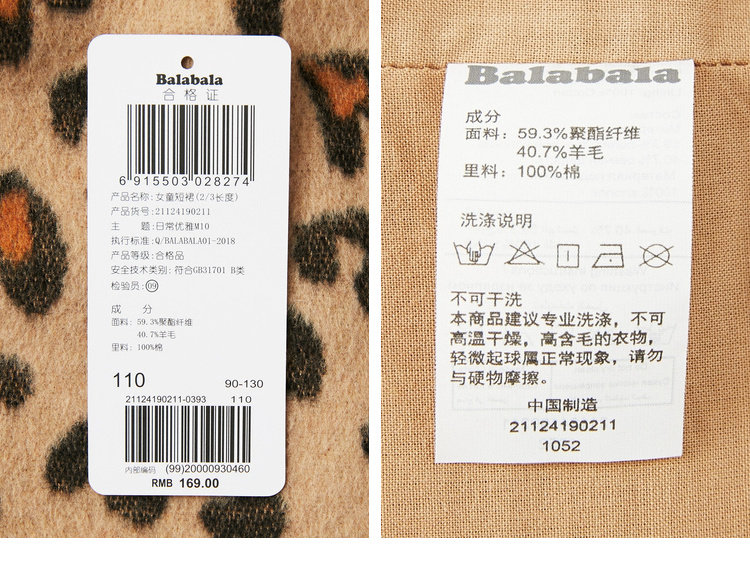 Balabala
合格证
6 915503 028274
产品名称:女童短裙(2/3长度)
产品货号:21124190211
主 题:日常优雅M10
执行标准:Q/BALABALA01-2018
产品等级:合格品
安全技术类别:符合GB31701 B类
检验员:09
成 分
面料:59.3%聚酯纤维
40.7%羊毛
里料:100%棉
110 90-130
21124190211-0393 110
内部编码 (99)20000930460
RMB 169.00
Balabala
成分
面料:59.3%聚酯纤维
40.7%羊毛
里料:100%棉
洗涤说明
不可干洗
本商品建议专业洗涤,不可
高温干燥,高含毛的衣物,
轻微起球属正常现象,请勿
与硬物摩擦。
中国制造
21124190211
1052